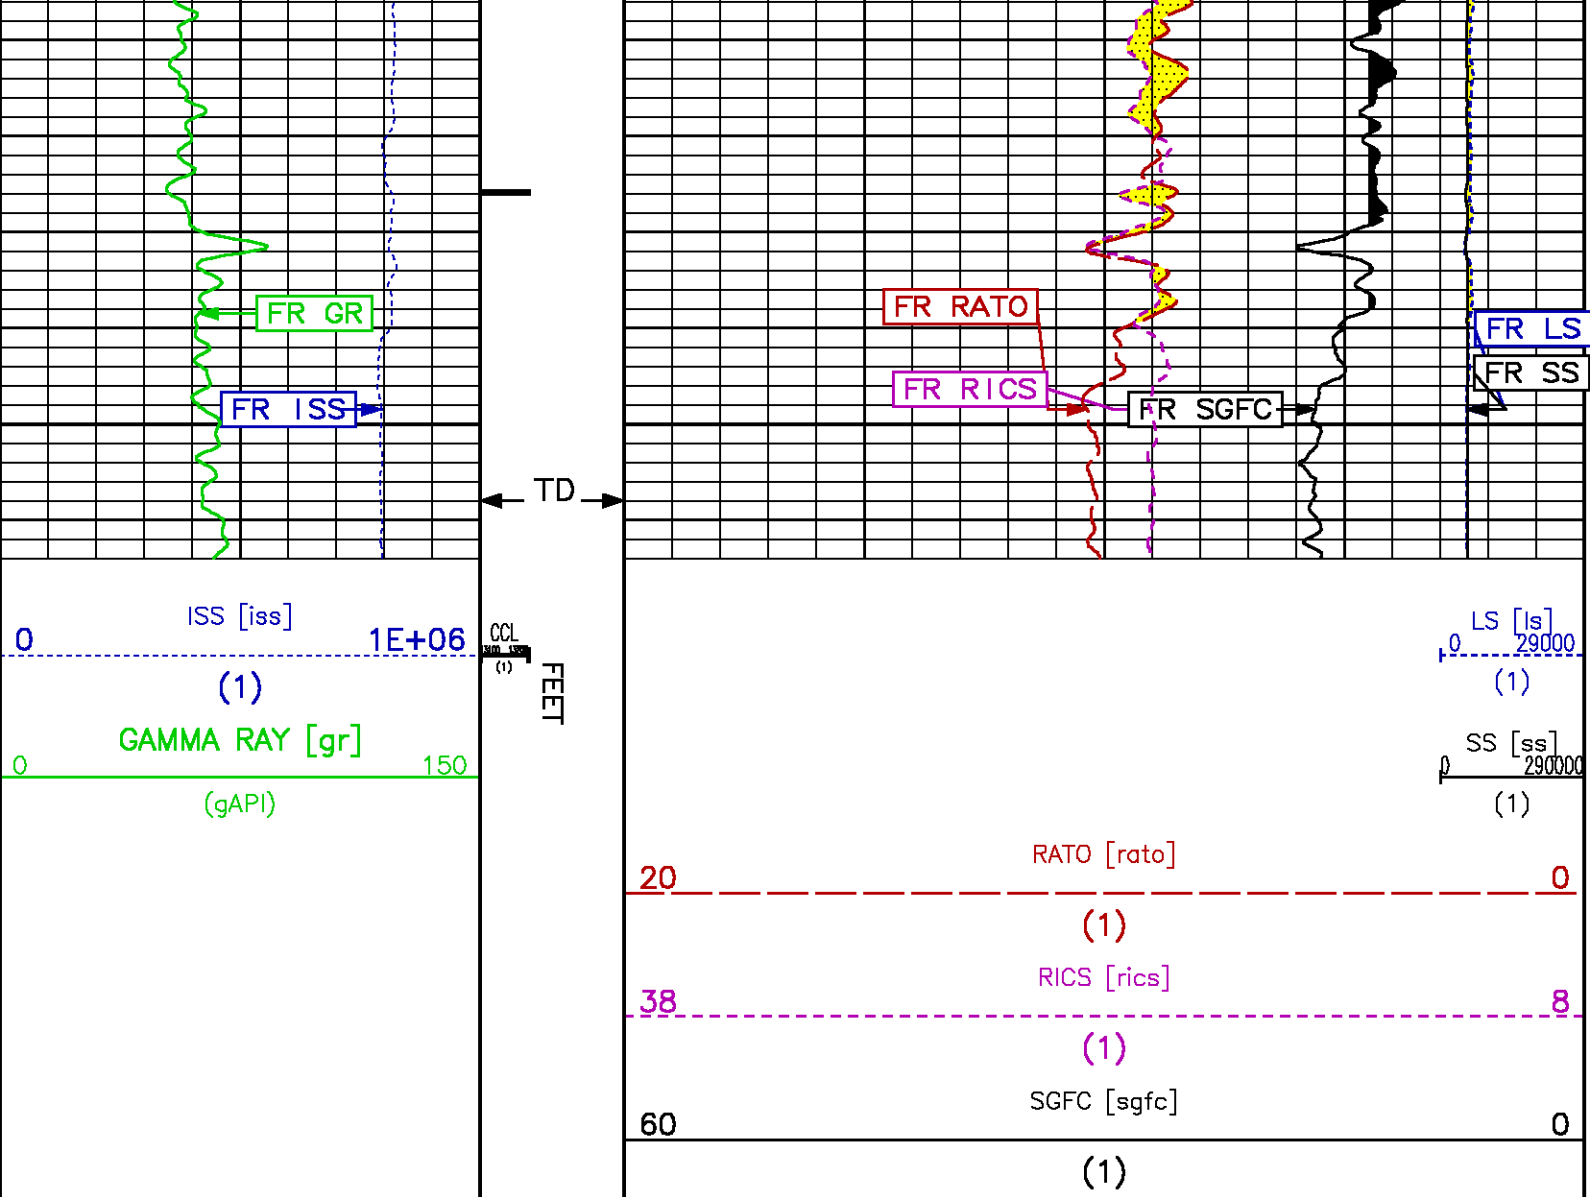 FR GR
FR RATO
FR LS
FR SS
FR RICS
FR ISS
FR SGFC
TD
ISS [iss]
0 1E+06
(1)
CCL
(1)
FEET
LS [ls]
0 29000
(1)
GAMMA RAY [gr]
0 150
(gAPI)
SS [ss]
0 290000
(1)
RATO [rato]
20 0
(1)
RICS [rics]
38 8
(1)
SGFC [sgfc]
60 0
(1)